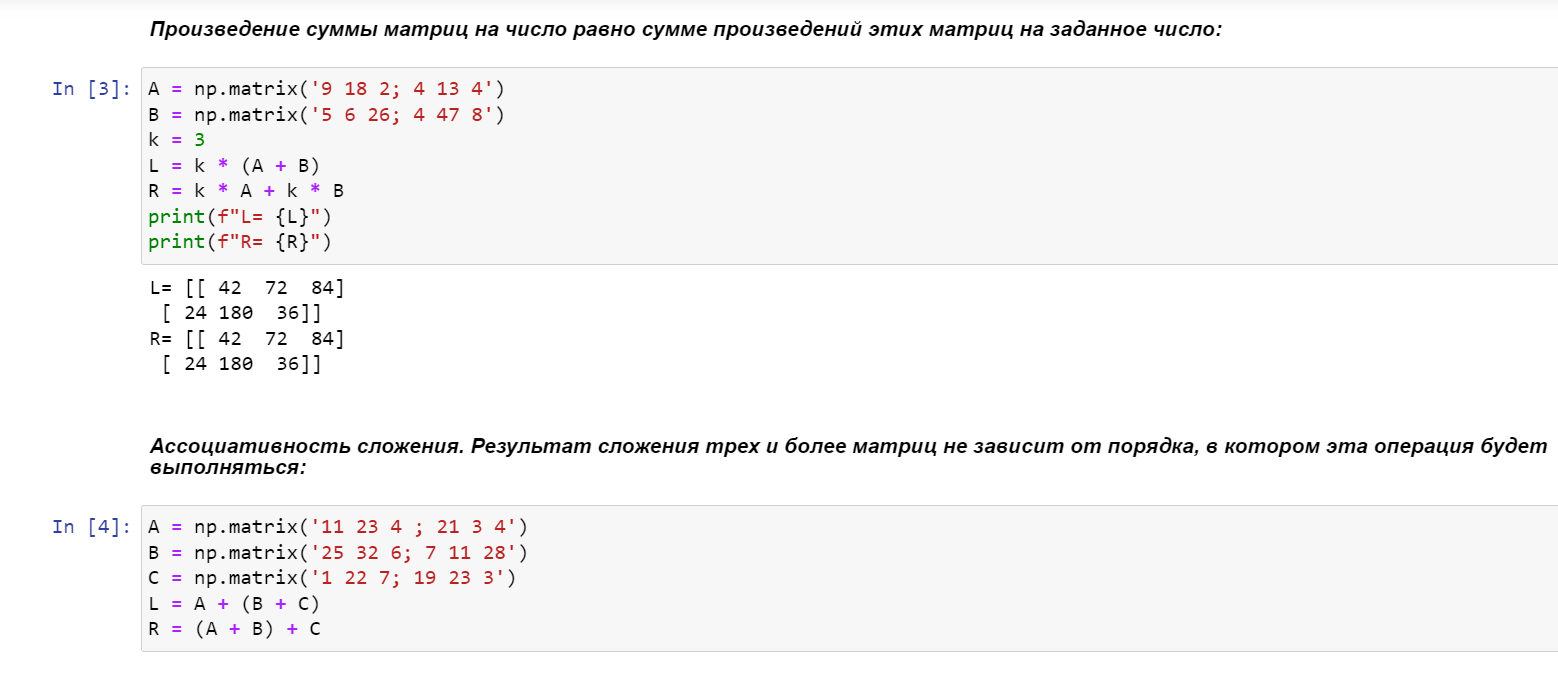 Произведение суммы матриц на число равно сумме произведений этих матриц на заданное число:
In [3]: A = np.matrix('9 18 2; 4 13 4')
B = np.matrix('5 6 26; 4 47 8')
k = 3
L = k * (A + B)
R = k * A + k * B
print(f"L= {L}")
print(f"R= {R}")
L= [[ 42  72  84]
 [ 24 180  36]]
R= [[ 42  72  84]
 [ 24 180  36]]
Ассоциативность сложения. Результат сложения трех и более матриц не зависит от порядка, в котором эта операция будет
выполняться:
In [4]: A = np.matrix('11 23 4 ; 21 3 4')
B = np.matrix('25 32 6; 7 11 28')
C = np.matrix('1 22 7; 19 23 3')
L = A + (B + C)
R = (A + B) + C